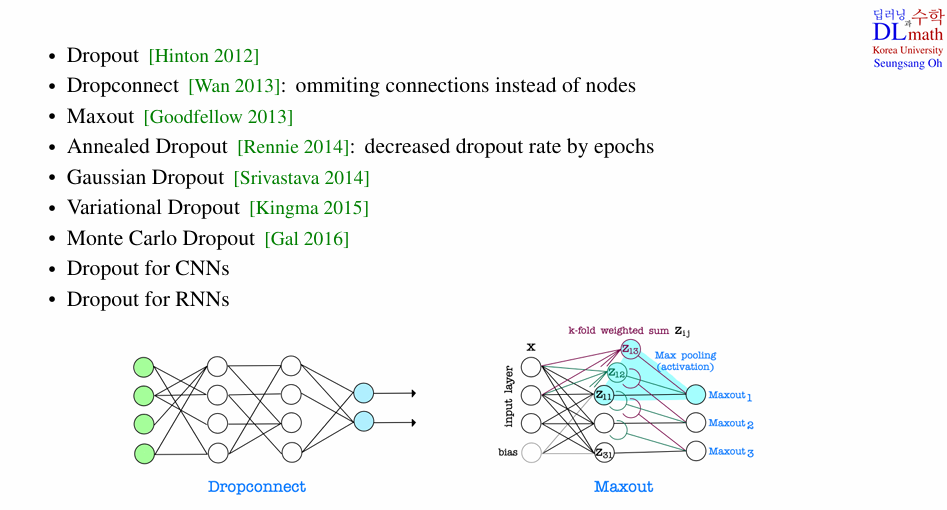 딥러닝과수학
DLmath
Korea University
Seungsang Oh
• Dropout [Hinton 2012]
• Dropconnect [Wan 2013]: ommiting connections instead of nodes
• Maxout [Goodfellow 2013]
• Annealed Dropout [Rennie 2014]: decreased dropout rate by epochs
• Gaussian Dropout [Srivastava 2014]
• Variational Dropout [Kingma 2015]
• Monte Carlo Dropout [Gal 2016]
• Dropout for CNNs
• Dropout for RNNs
Dropconnect
k-fold weighted sum z_ij
x
z13
Max pooling
(activation)
z12
input layer
z11
Maxout1
Maxout2
bias
z31
Maxout3
Maxout